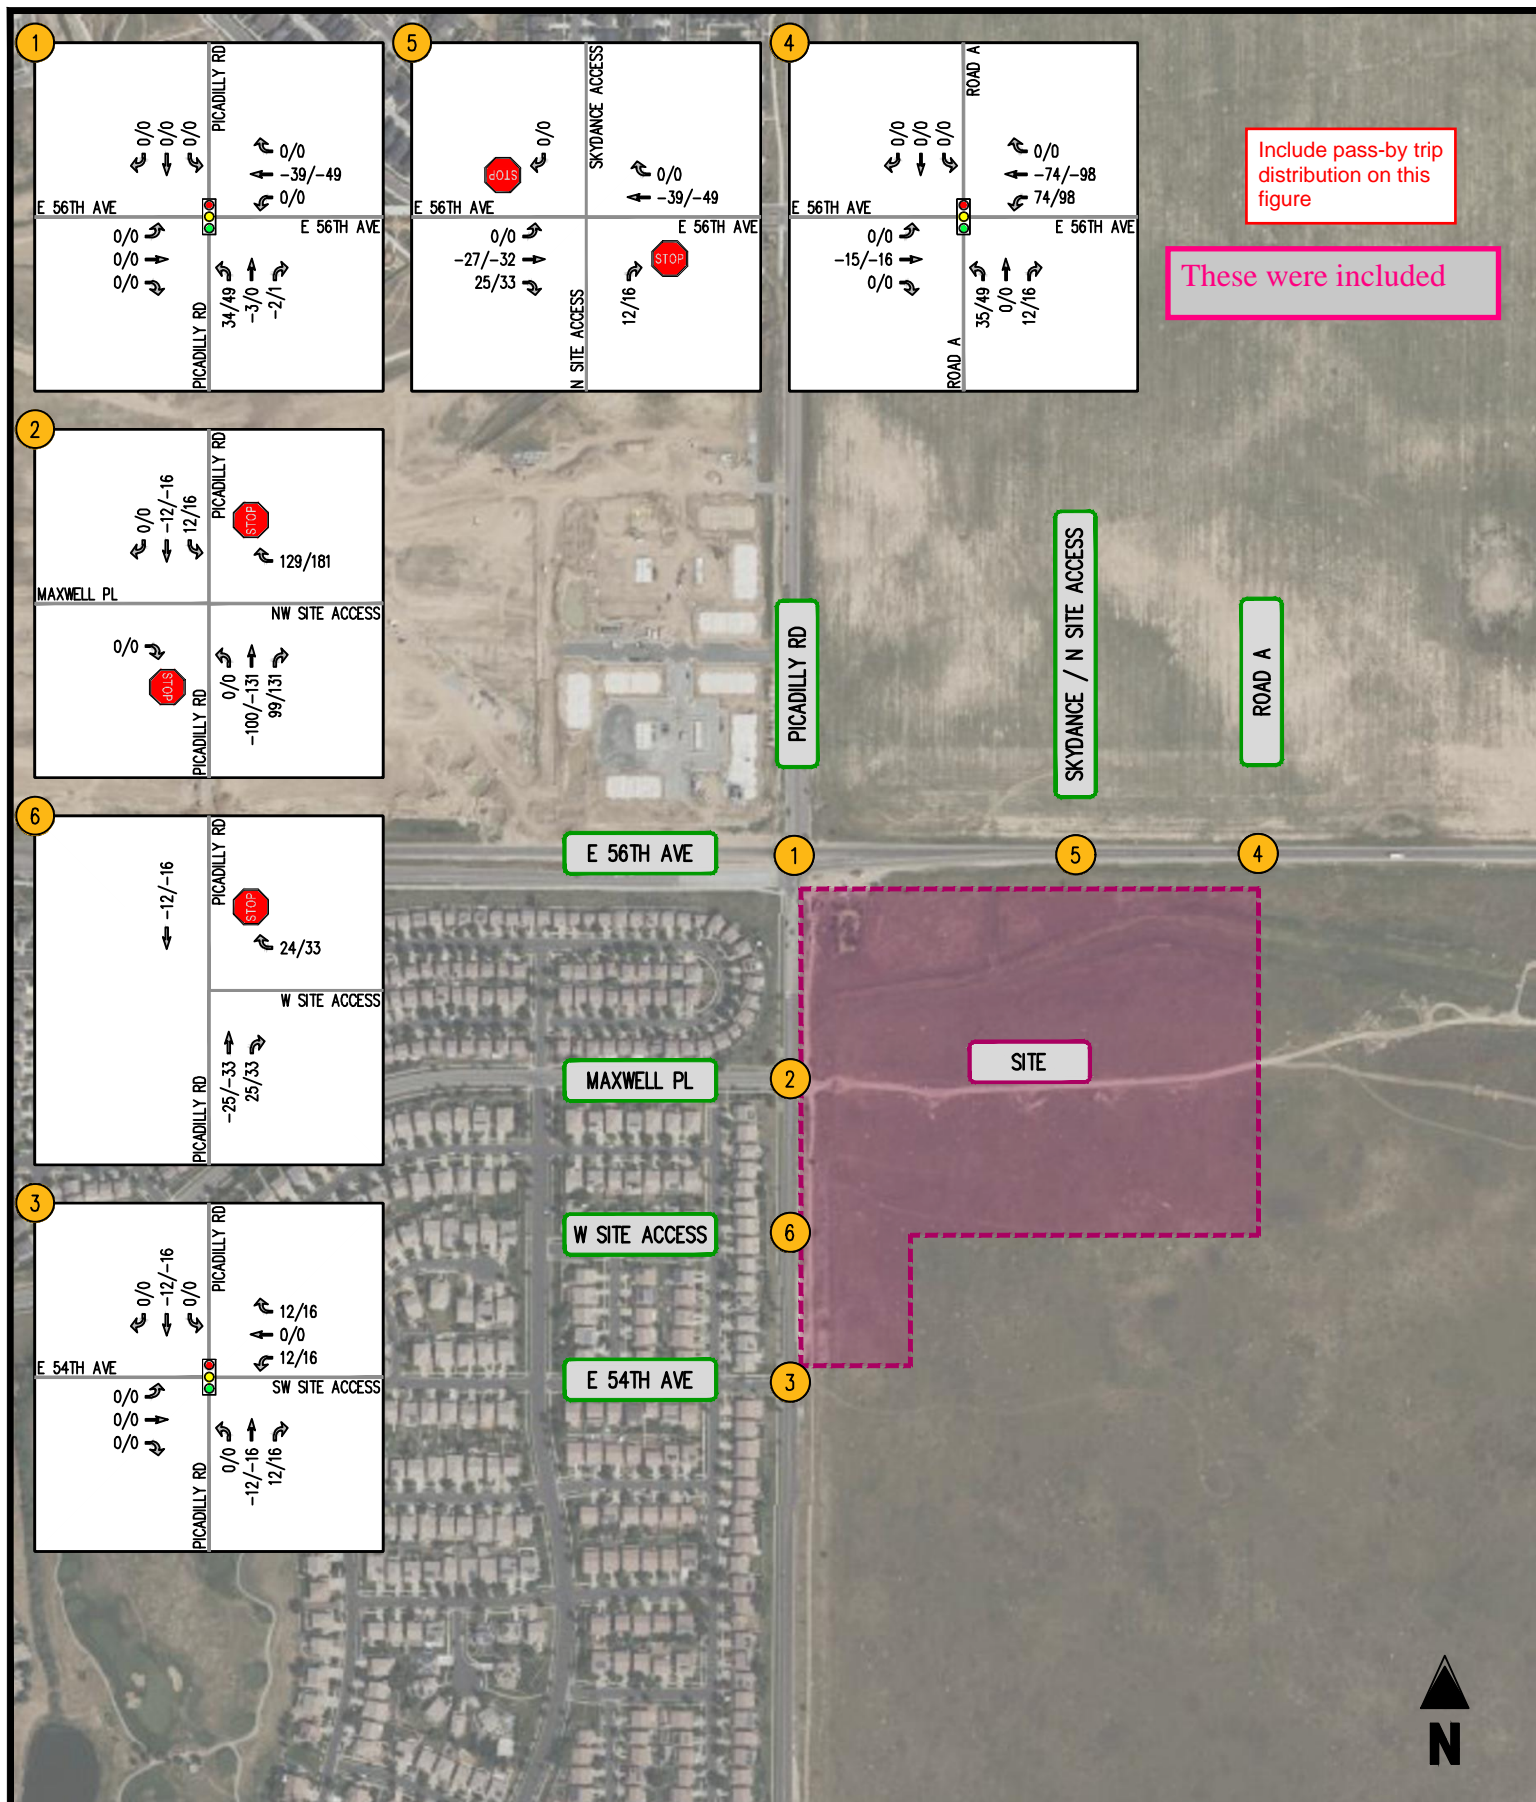 1
PICADILLY RD
0/0
0/0
0/0
0/0
-39/-49
0/0
E 56TH AVE
E 56TH AVE
0/0
0/0
0/0
34/49
-3/0
-2/1
PICADILLY RD
5
SKYDANCE ACCESS
0/0
STOP
0/0
-39/-49
E 56TH AVE
E 56TH AVE
0/0
-27/-32
25/33
STOP
12/16
N SITE ACCESS
4
ROAD A
0/0
0/0
0/0
0/0
-74/-98
74/98
E 56TH AVE
E 56TH AVE
0/0
-15/-16
0/0
35/49
0/0
12/16
ROAD A
Include pass-by trip
distribution on this
figure
These were included
2
PICADILLY RD
0/0
-12/-16
12/16
STOP
129/181
MAXWELL PL
NW SITE ACCESS
0/0
STOP
0/0
-100/-131
99/131
PICADILLY RD
6
PICADILLY RD
-12/-16
STOP
24/33
W SITE ACCESS
-25/-33
25/33
PICADILLY RD
3
PICADILLY RD
0/0
-12/-16
0/0
12/16
0/0
12/16
E 54TH AVE
SW SITE ACCESS
0/0
0/0
0/0
0/0
-12/-16
12/16
PICADILLY RD
PICADILLY RD
SKYDANCE / N SITE ACCESS
ROAD A
E 56TH AVE
1
5
4
SITE
MAXWELL PL
2
W SITE ACCESS
6
E 54TH AVE
3
N